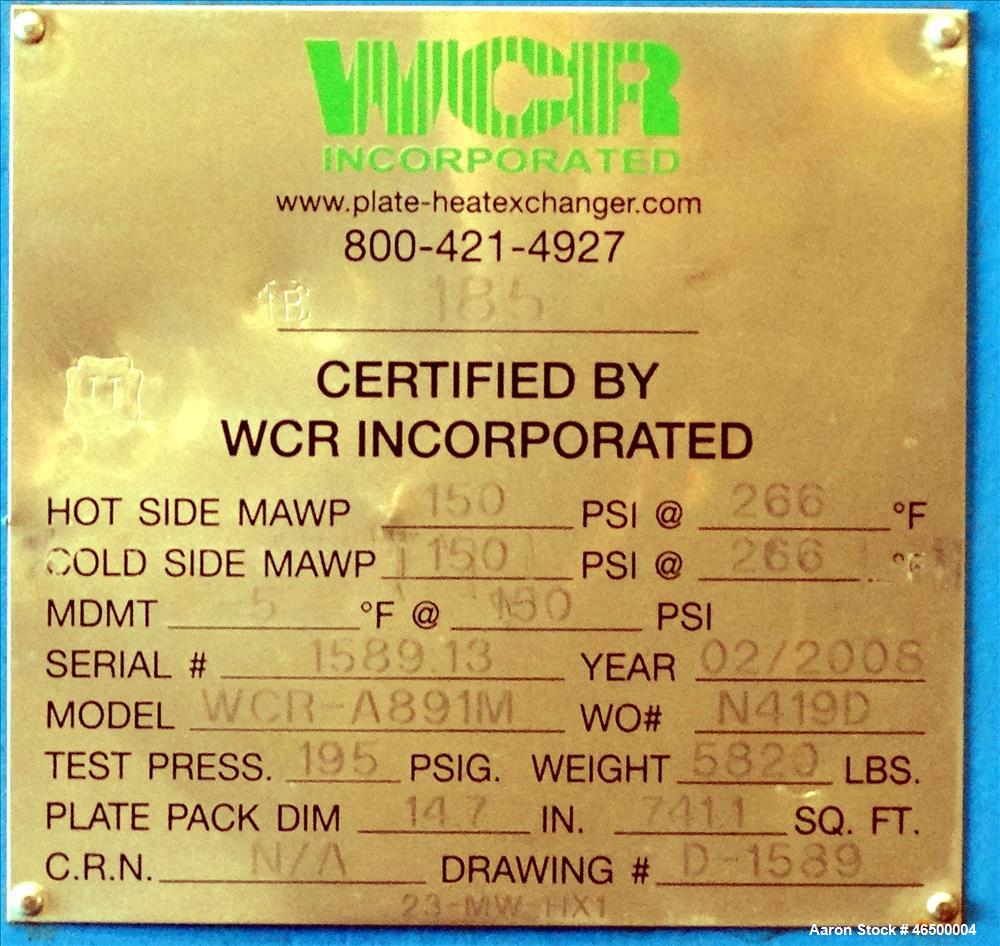 WCR
INCORPORATED
www.plate-heatexchanger.com
800-421-4927
185
CERTIFIED BY
WCR INCORPORATED
HOT SIDE MAWP 150 PSI @ 266 °F
COLD SIDE MAWP 150 PSI @ 266 °F
MDMT 5 °F @ 150 PSI
SERIAL # 1589.13 YEAR 02/2008
MODEL WCR-A891M WO# N419D
TEST PRESS. 195 PSIG. WEIGHT 5820 LBS.
PLATE PACK DIM 14.7 IN. 741.1 SQ. FT.
C.R.N. N/A DRAWING # D-1589
23-MW-HX1
Aaron Stock # 46500004